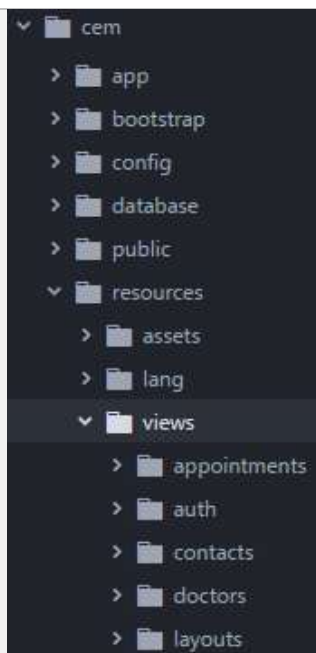 cem
app
bootstrap
config
database
public
resources
assets
lang
views
appointments
auth
contacts
doctors
layouts